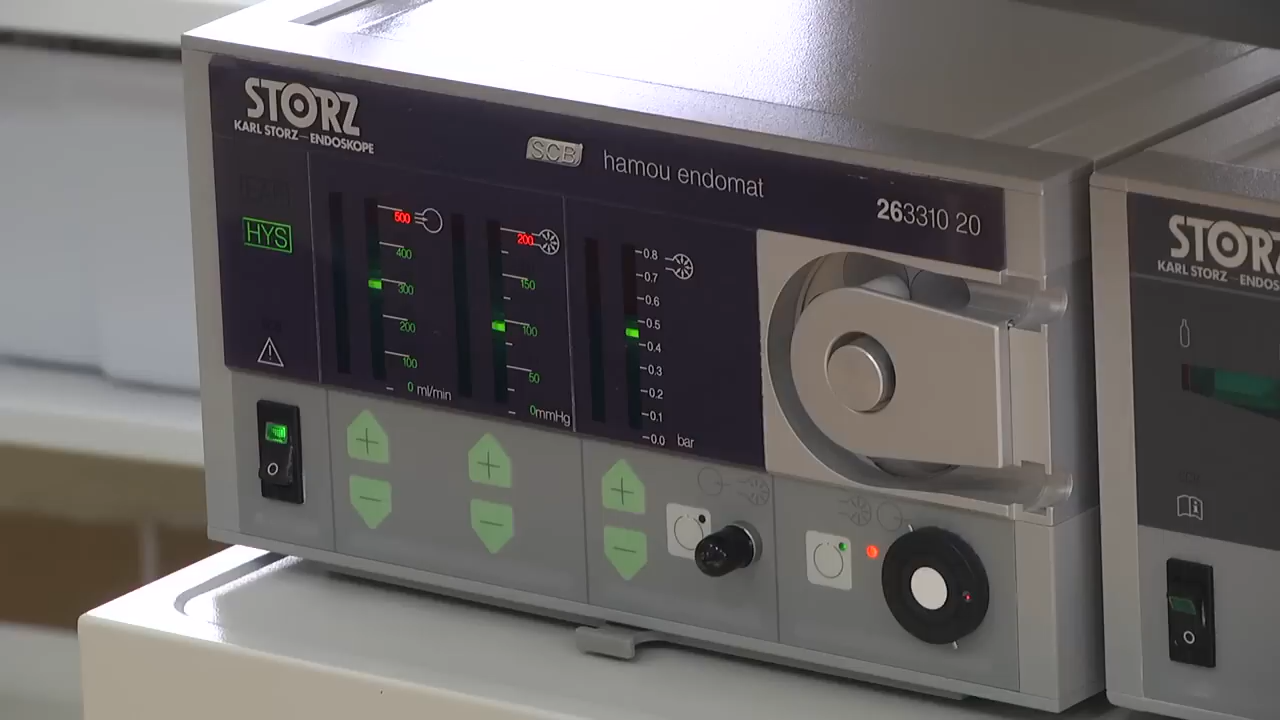 STORZ
KARL STORZ — ENDOSKOPE
SCB
hamou endomat
263310 20
HYS
500
400
300
200
100
0 ml/min
200
150
100
50
0mmHg
0.8
0.7
0.6
0.5
0.4
0.3
0.2
0.1
0.0 bar
STORZ
KARL STORZ — ENDOS